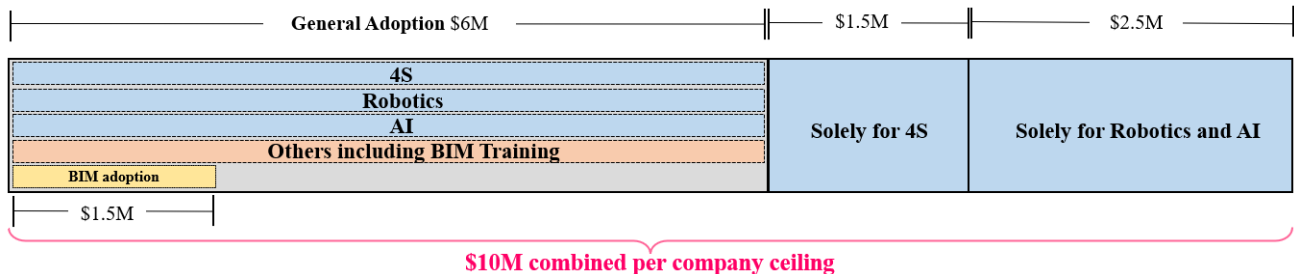 General Adoption $6M
$1.5M
$2.5M
4S
Robotics
AI
Others including BIM Training
BIM adoption
Solely for 4S
Solely for Robotics and AI
$1.5M
$10M combined per company ceiling